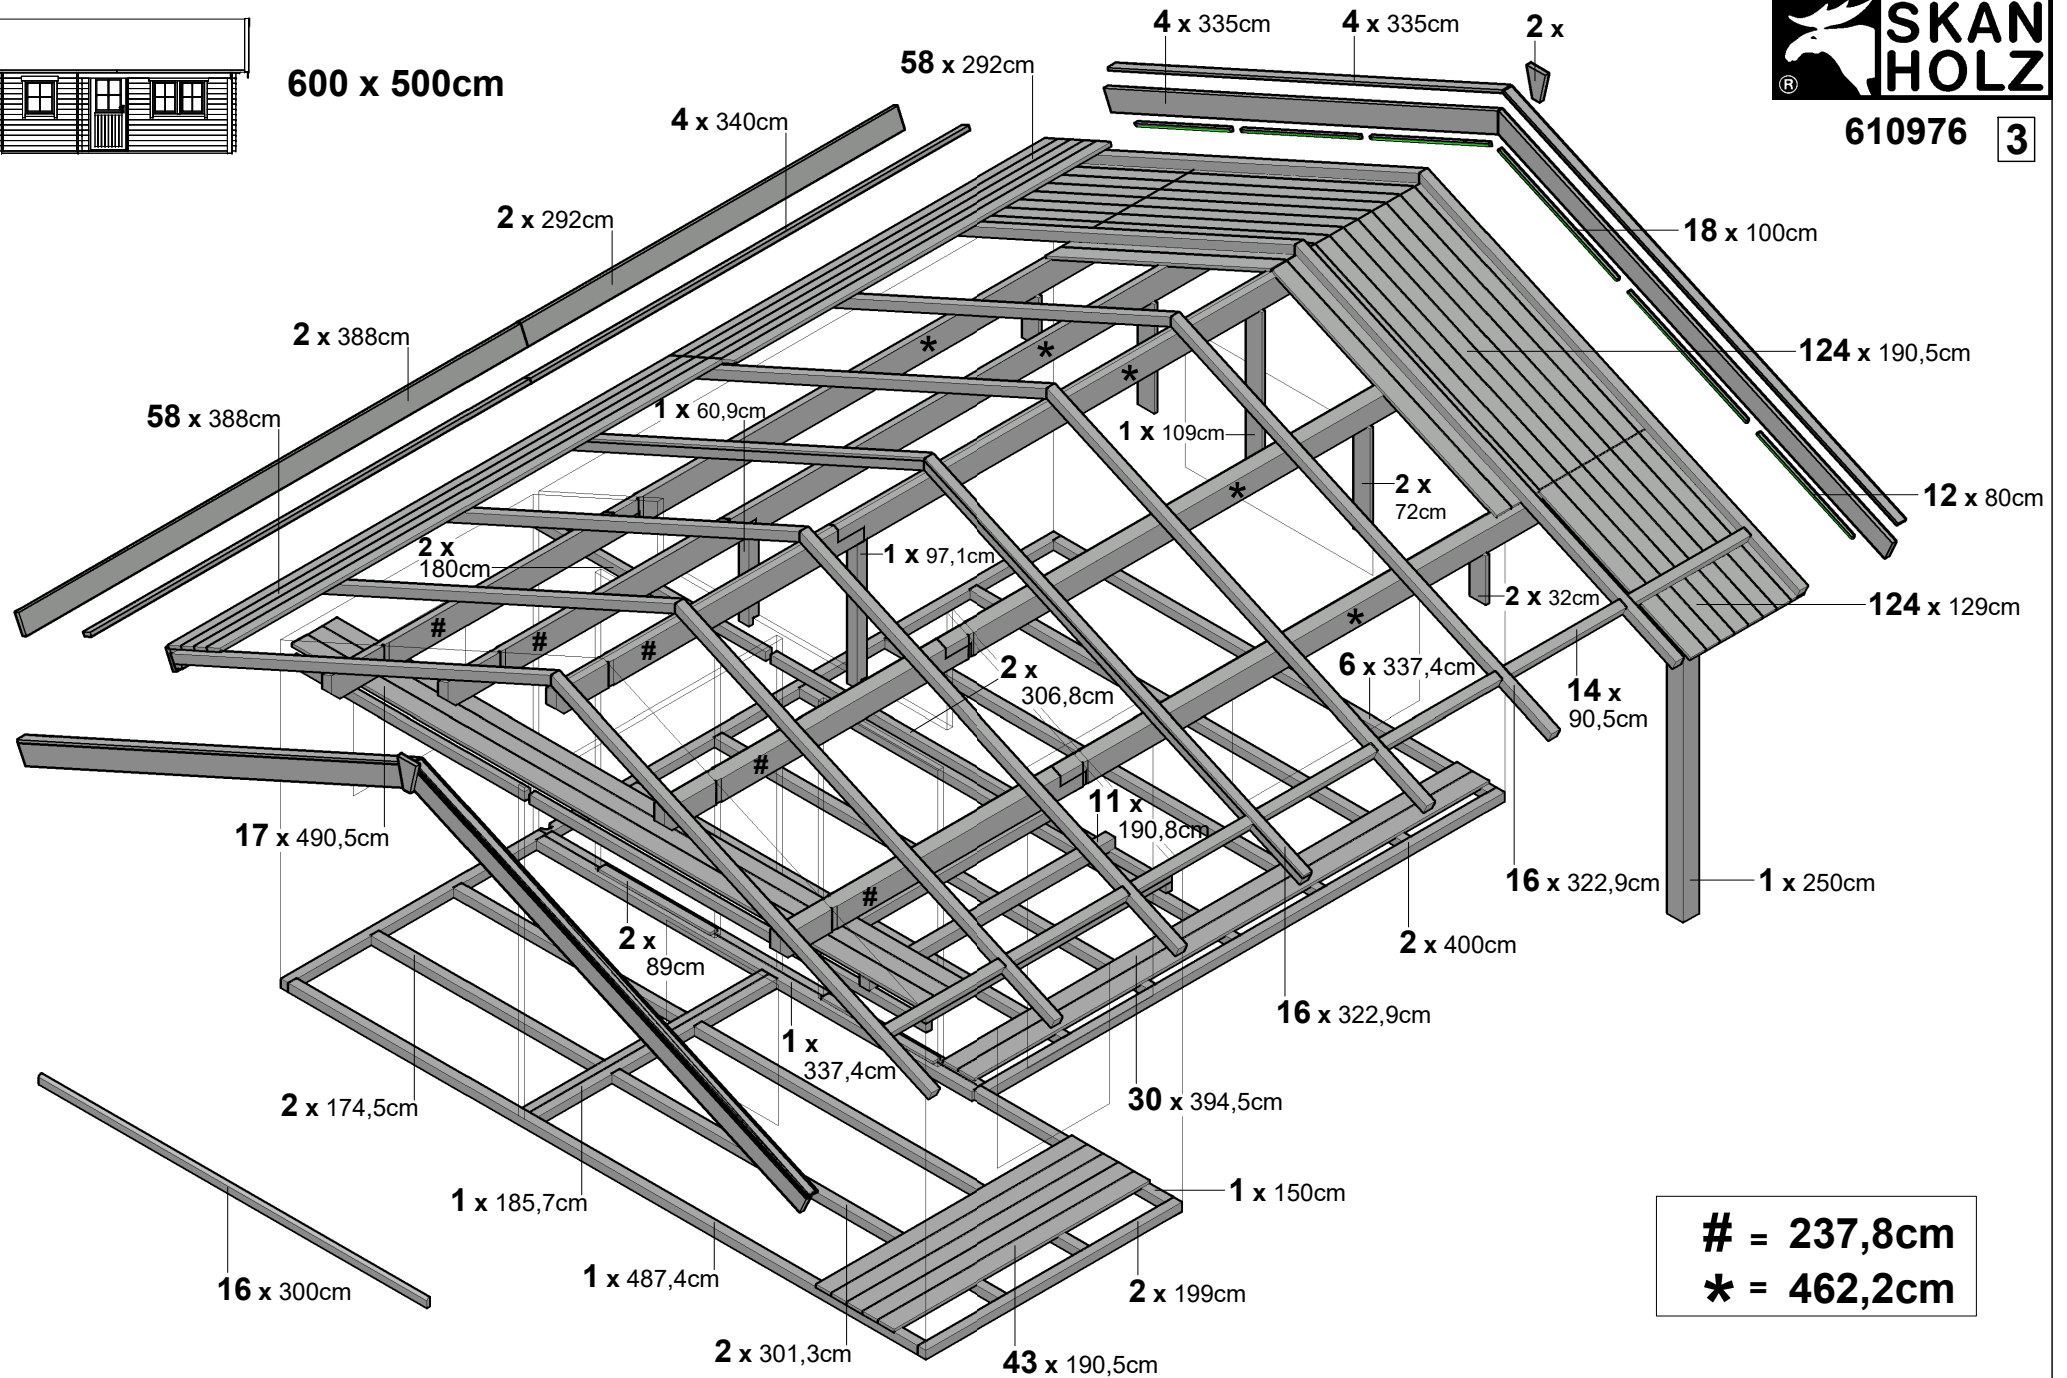 600 x 500cm
SKAN
HOLZ
®
610976 3
4 x 335cm
4 x 335cm
2 x
58 x 292cm
4 x 340cm
2 x 292cm
18 x 100cm
2 x 388cm
124 x 190,5cm
58 x 388cm
1 x 60,9cm
*
*
*
1 x 109cm
*
2 x
72cm
12 x 80cm
2 x
180cm
1 x 97,1cm
2 x 32cm
124 x 129cm
#
#
#
*
2 x
306,8cm
6 x 337,4cm
14 x
90,5cm
#
11 x
190,8cm
17 x 490,5cm
#
16 x 322,9cm
1 x 250cm
2 x
89cm
2 x 400cm
16 x 322,9cm
1 x
337,4cm
2 x 174,5cm
30 x 394,5cm
1 x 185,7cm
1 x 150cm
16 x 300cm
1 x 487,4cm
2 x 199cm
2 x 301,3cm
43 x 190,5cm
# = 237,8cm
* = 462,2cm